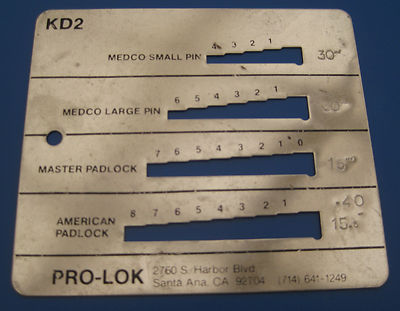 KD2
4 3 2 1
MEDCO SMALL PIN 30
6 5 4 3 2 1
MEDCO LARGE PIN 30
7 6 5 4 3 2 1 0
MASTER PADLOCK 15
8 7 6 5 4 3 2 1
AMERICAN .40
PADLOCK 15
PRO-LOK
2760 S. Harbor Blvd.
Santa Ana, CA 92704 (714) 641-1249